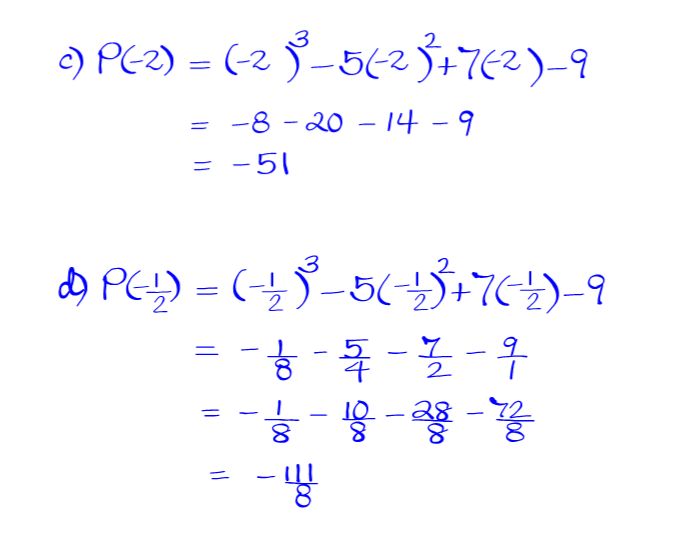 c) P(-2) = (-2)³ - 5(-2)² + 7(-2) - 9
= -8 - 20 - 14 - 9
= -51
d) P(-1/2) = (-1/2)³ - 5(-1/2)² + 7(-1/2) - 9
= -1/8 - 5/4 - 7/2 - 9/1
= -1/8 - 10/8 - 28/8 - 72/8
= -111/8